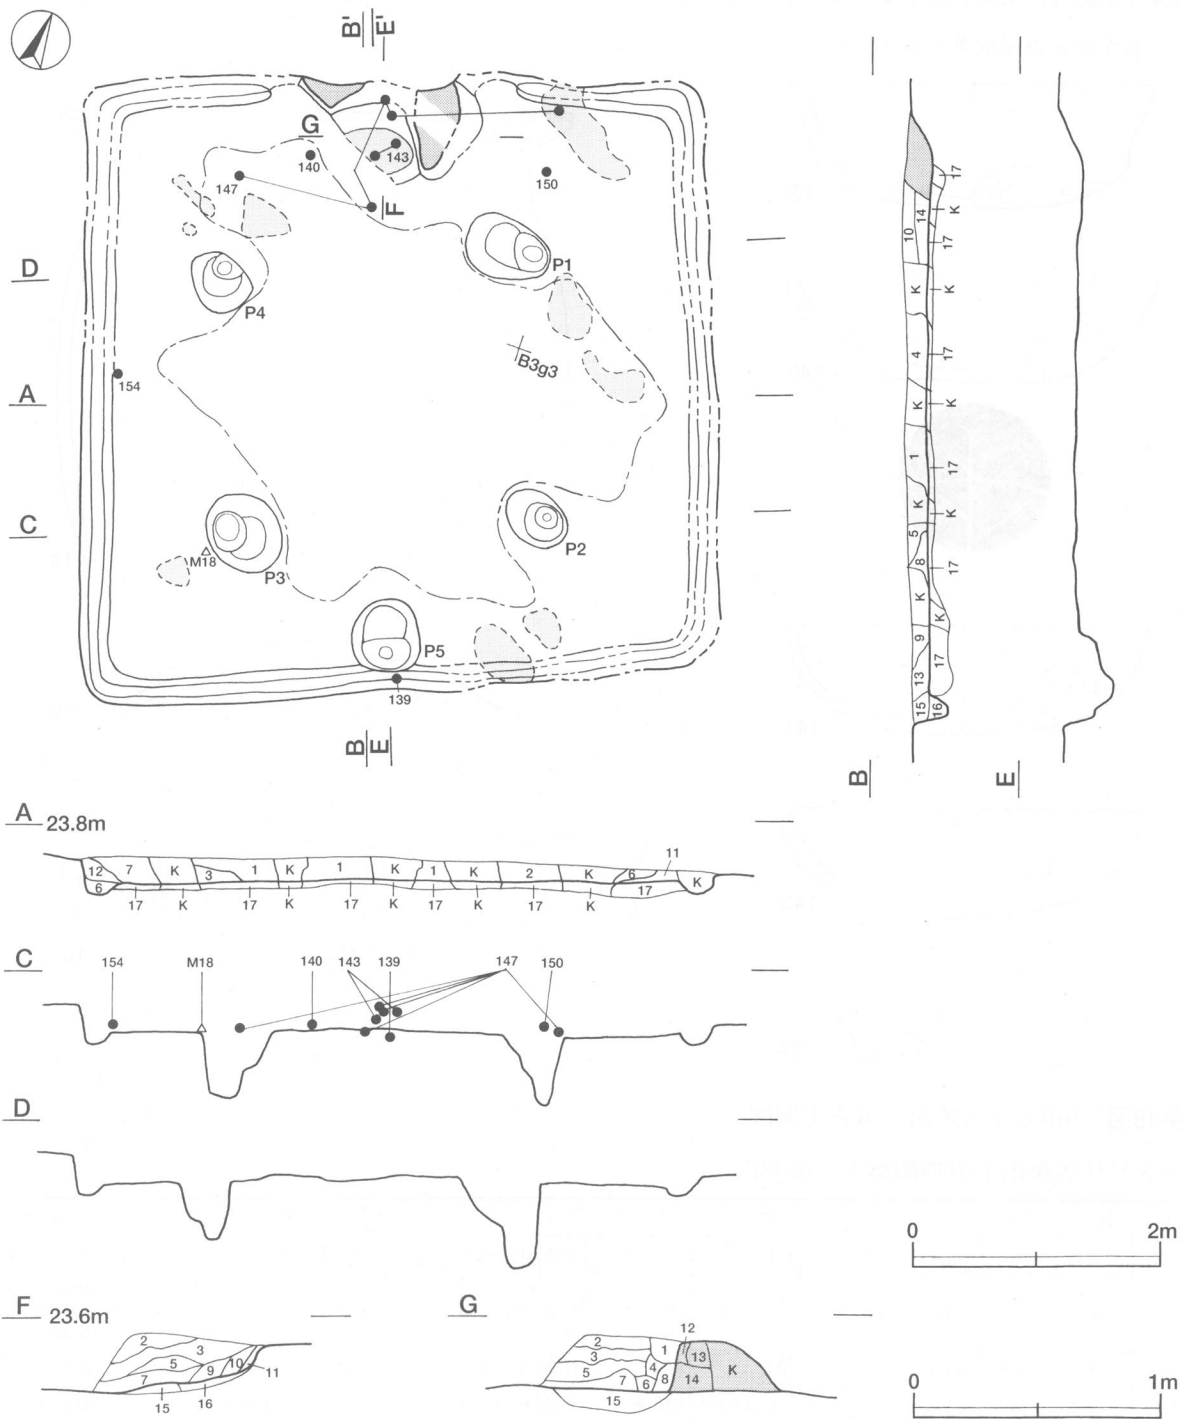 B' E'
G
143
140
147
150
F
D
P1
P4
B3g3
154
A
C
P2
M18
P3
P5
139
B E
17
K
14
10
17
K
K
4
17
K
K
1
17
K
K
5
8
17
K
K
9
17
13
15
16
B
E
A 23.8m
12 7 K 3 1 K 1 K 1 K 2 K 6 11
6 17 K 17 K 17 K 17 K 17 K 17 K
C 154 M18 140 143 139 147 150
D
0 2m
F 23.6m
2 3
5 9 10 11
7
15 16
G
12
2 1 13 K
3 4
5 7 6 8 14
15
0 1m